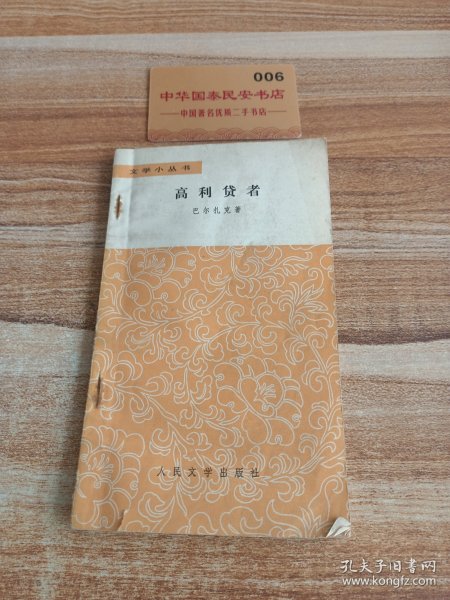 006
中华国泰民安书店
——中国著名优质二手书店——
文学小丛书
高利贷者
巴尔扎克著
人民文学出版社
孔夫子旧书网
www.kongfz.com